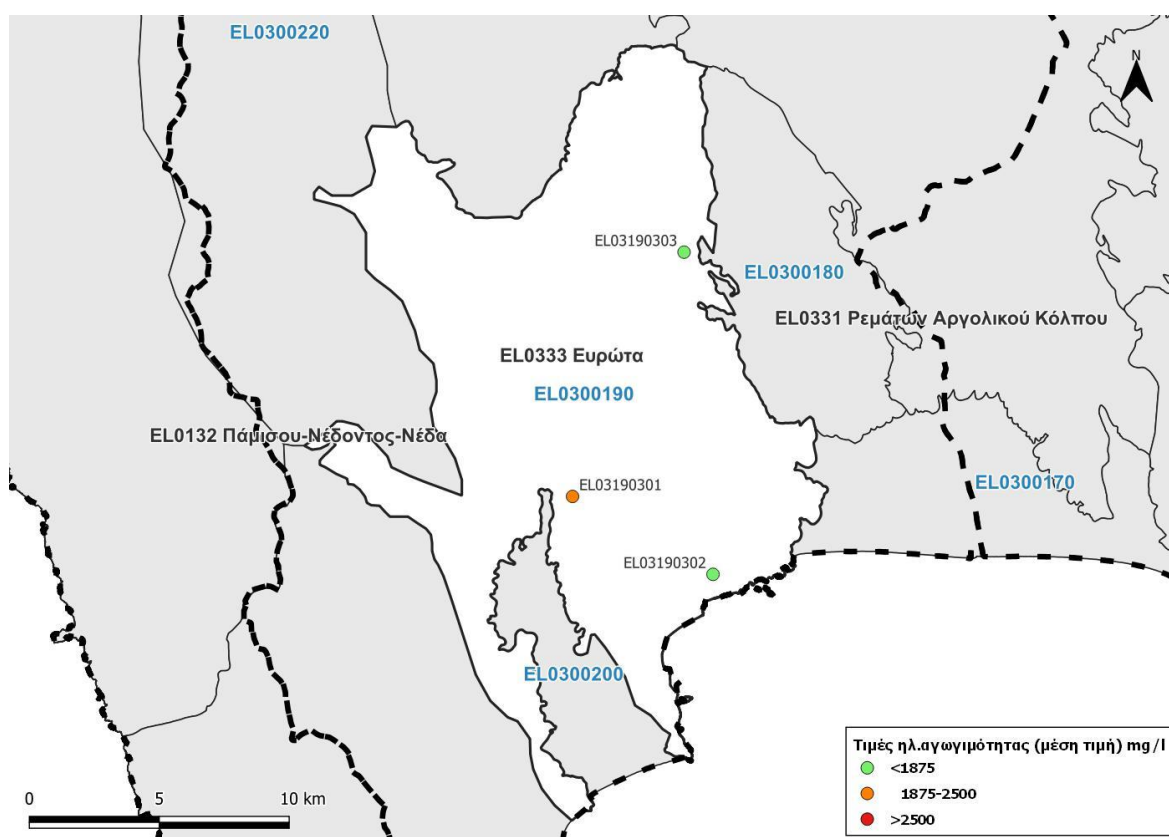 EL0300220
N
EL03190303
EL0300180
EL0331 Ρεμάτων Αργολικού Κόλπου
EL0333 Ευρώτα
EL0300190
EL0132 Πάμισου-Νέδοντος-Νέδα
EL03190301
EL0300170
EL03190302
EL0300200
Τιμές ηλ.αγωγιμότητας (μέση τιμή) mg/l
<1875
1875-2500
>2500
0 5 10 km